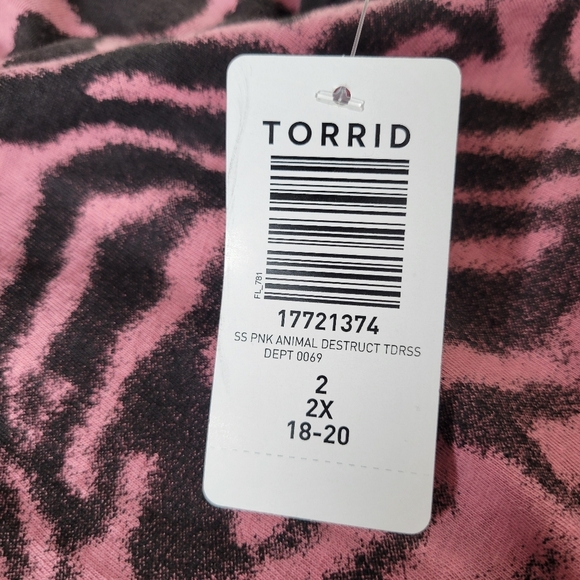 TORRID
FL_781
17721374
SS PNK ANIMAL DESTRUCT TDRSS
DEPT 0069
2
2X
18-20